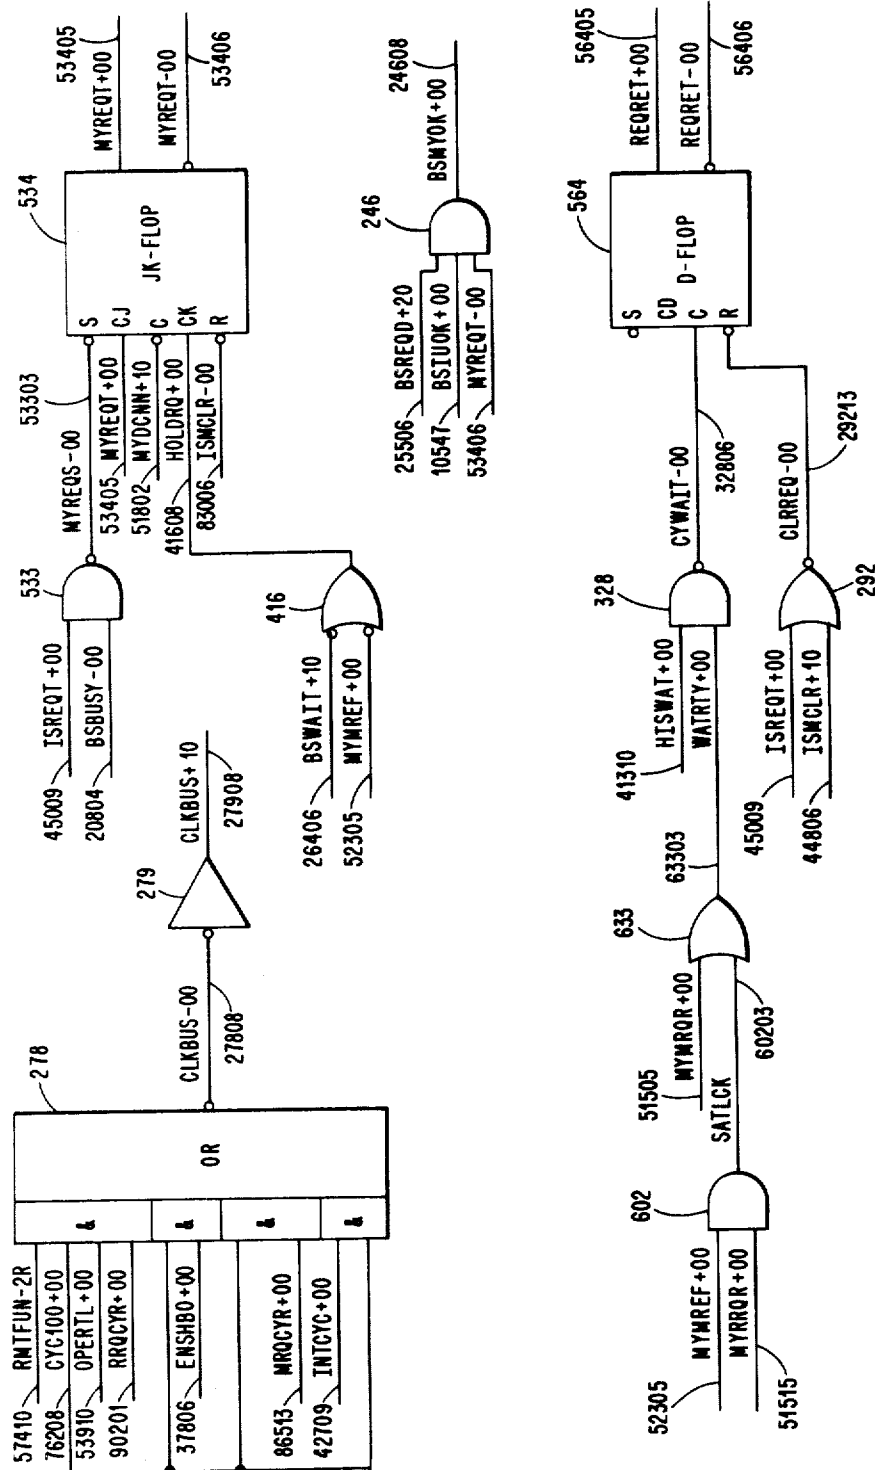 57410 RMTFUN-2R
76208 CYC100+00
53910 OPERTL+00
90201 RRQCYR+00
37806 ENSHBO+00
86513 MRQCYR+00
42709 INTCYC+00
&
&
&
&
OR
278
CLKBUS-00
27808
279
CLKBUS+10
27908
45009 ISREQT+00
20804 BSBUSY-00
533
MYREQS-00
53303
53405 MYREQT+00
51802 MYDCNN+10
41608 HOLDRQ+00
83006 ISMCLR-00
26406 BSWAIT+10
52305 MYMREF+00
416
S
CJ
C
CK
R
JK-FLOP
534
MYREQT+00
53405
MYREQT-00
53406
25506 BSREQD+20
10547 BSIUOK+00
53406 MYREQT-00
246
BSMYOK+00
24608
52305 MYMREF+00
51515 MYRRQR+00
602
SATLCK
60203
51505 MYMRQR+00
633
63303
41310 HISWAT+00
WATRTY+00
328
CYWAIT-00
32806
45009 ISREQT+00
44806 ISMCLR+10
292
CLRREQ-00
29213
S
CD
C
R
D-FLOP
564
REQRET+00
56405
REQRET-00
56406